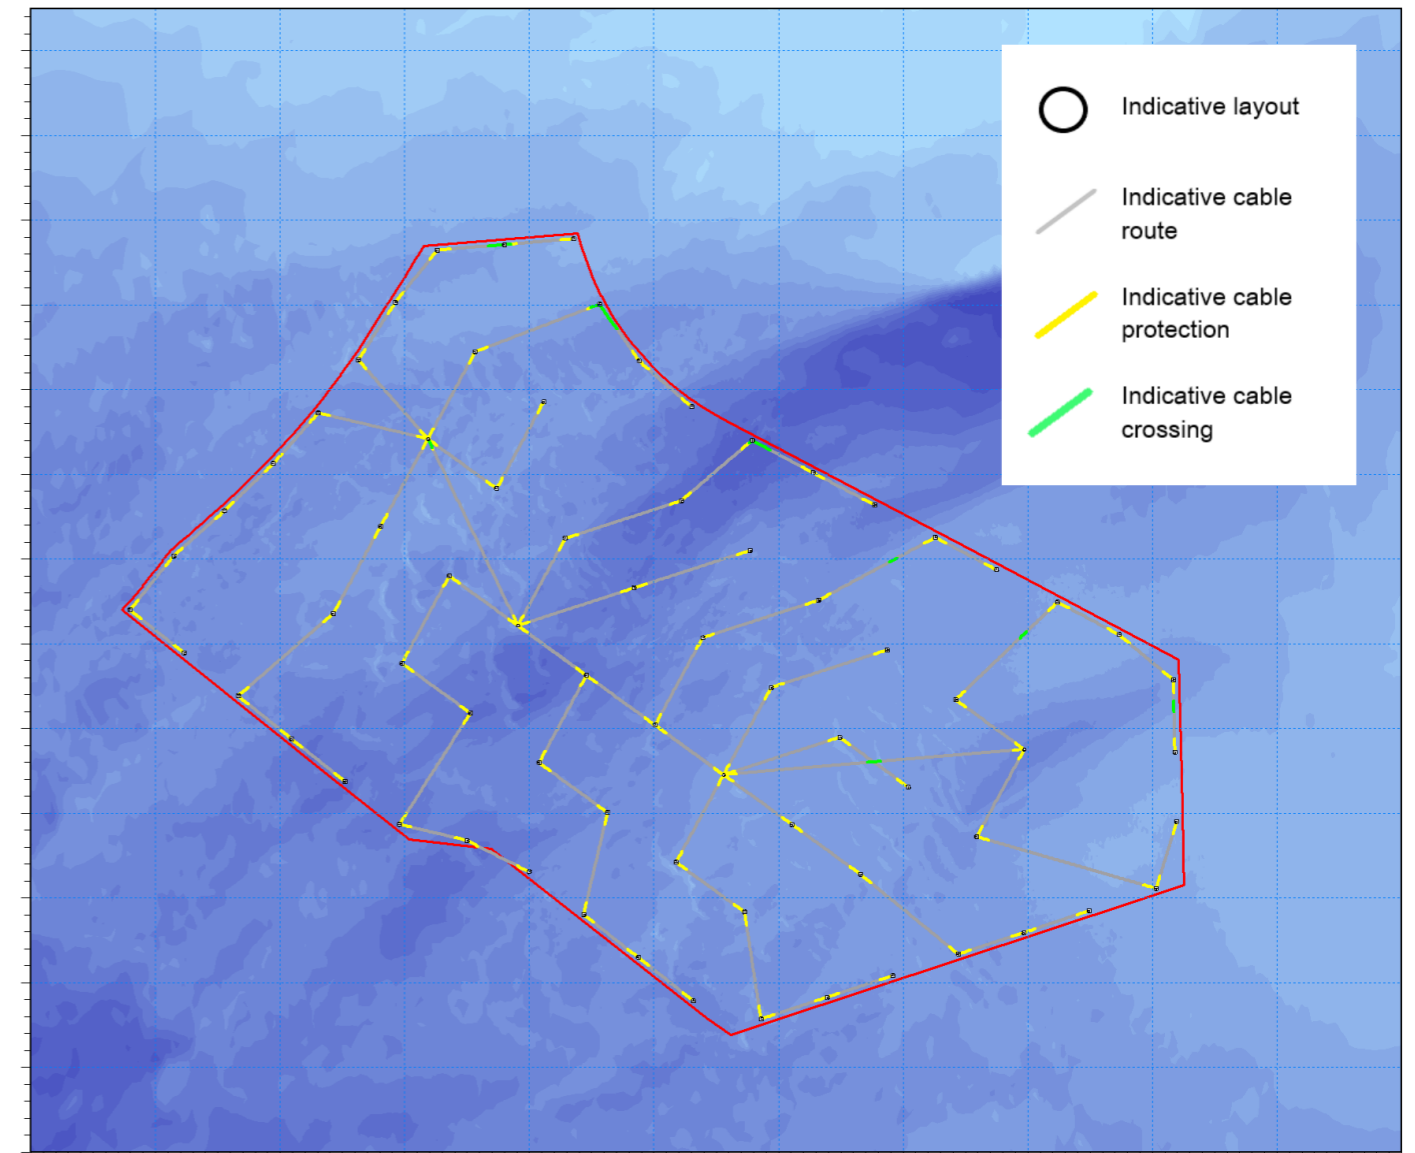 Indicative layout
Indicative cable
route
Indicative cable
protection
Indicative cable
crossing